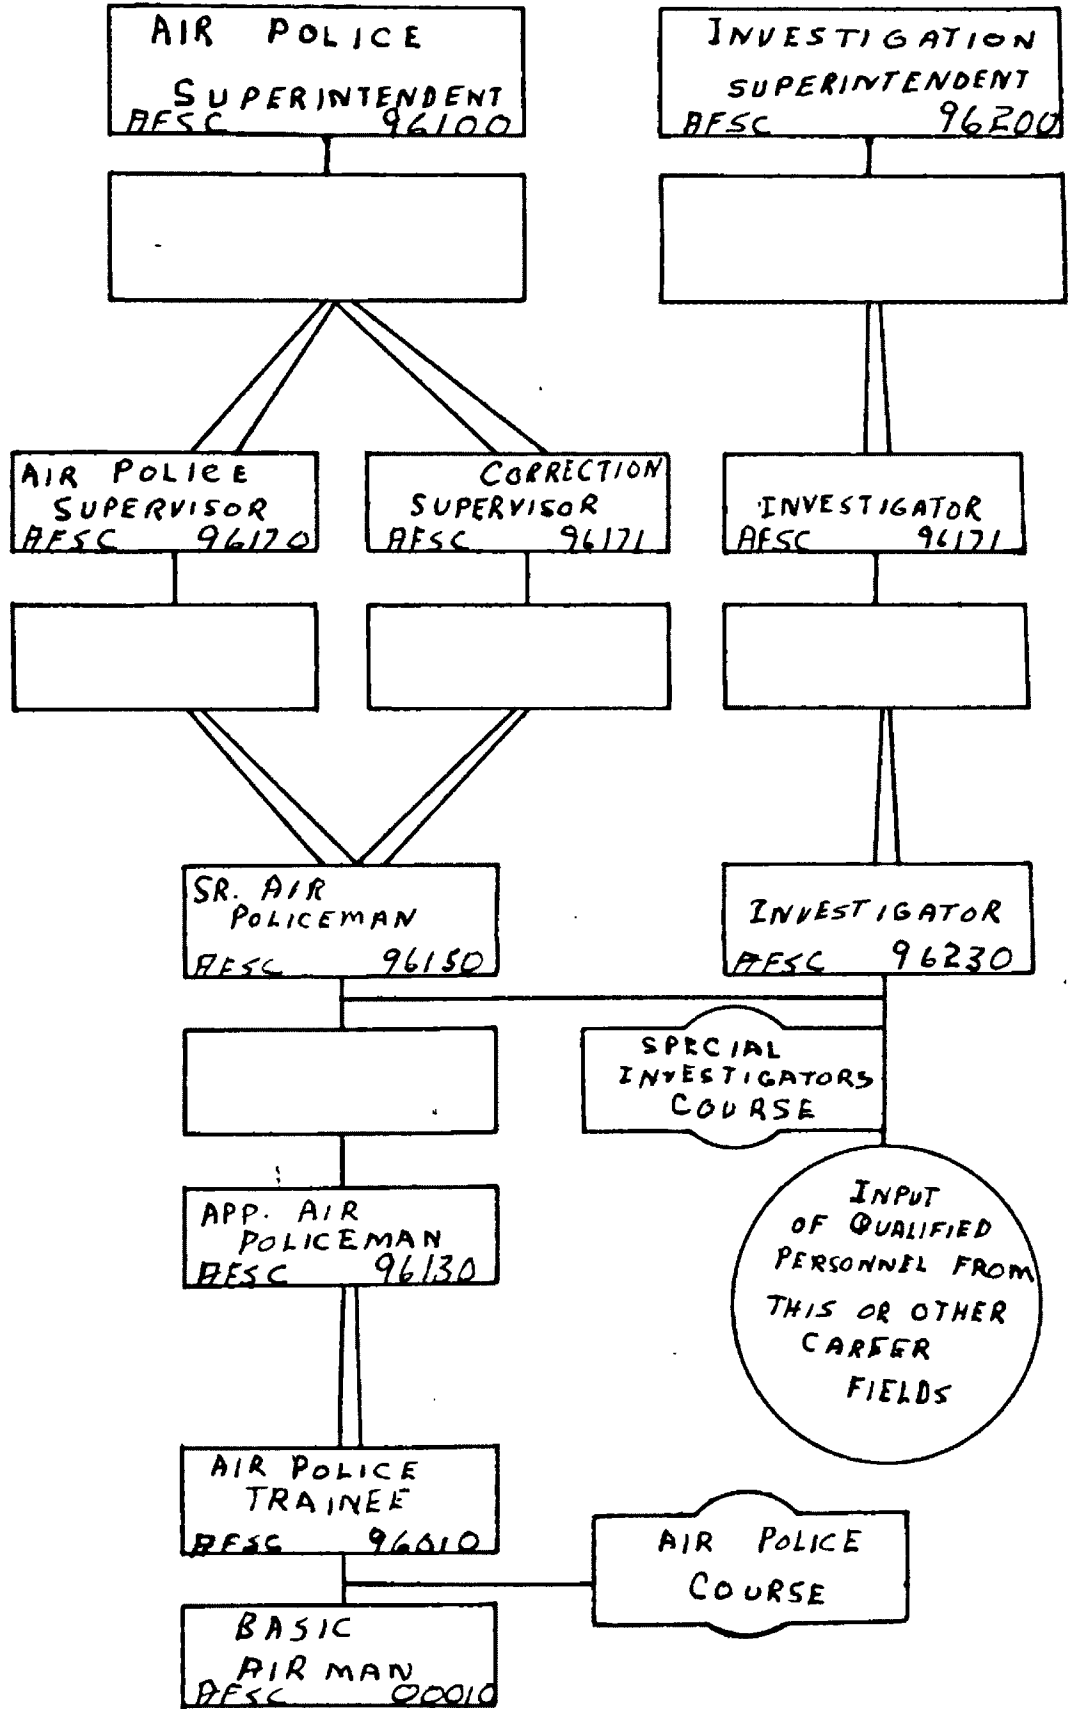 AIR POLICE
SUPERINTENDENT
AFSC 96100
INVESTIGATION
SUPERINTENDENT
AFSC 96200
AIR POLICE
SUPERVISOR
AFSC 96170
CORRECTION
SUPERVISOR
AFSC 96171
INVESTIGATOR
AFSC 96171
SR. AIR
POLICEMAN
AFSC 96150
INVESTIGATOR
AFSC 96230
SPECIAL
INVESTIGATORS
COURSE
APP. AIR
POLICEMAN
AFSC 96130
INPUT
OF QUALIFIED
PERSONNEL FROM
THIS OR OTHER
CAREER
FIELDS
AIR POLICE
TRAINEE
AFSC 96010
AIR POLICE
COURSE
BASIC
AIRMAN
AFSC 00010